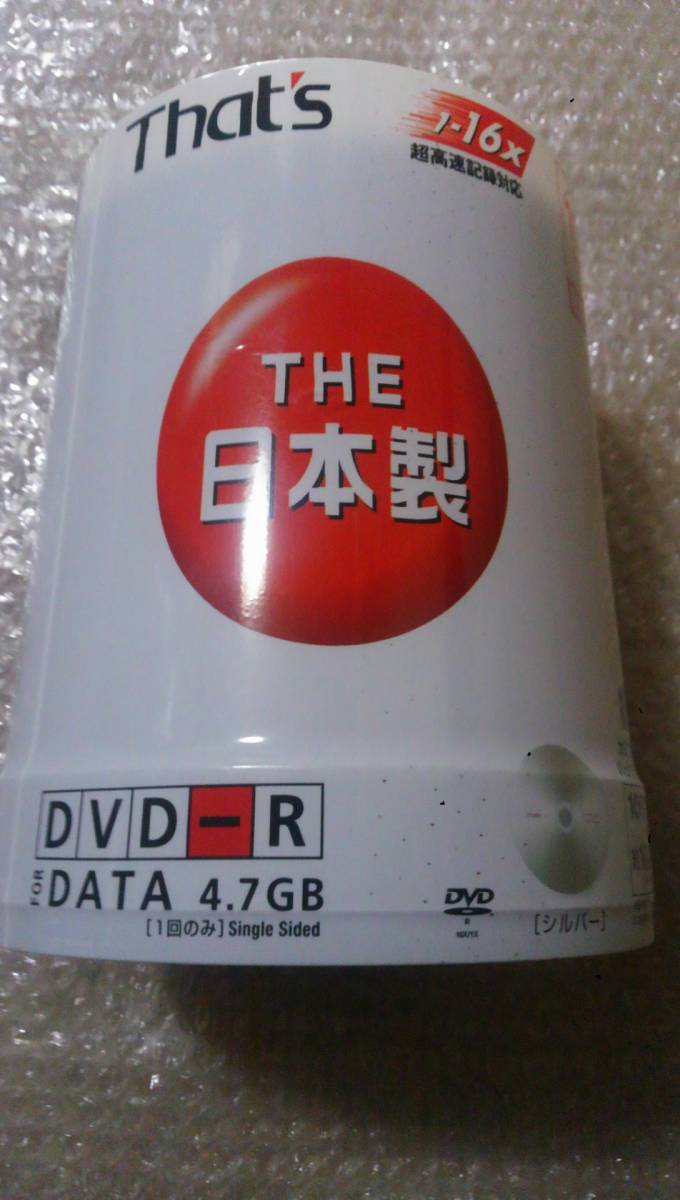 That's
1-16x
超高速記録対応
THE
日本製
DVD-R
FOR DATA 4.7GB
[1回のみ] Single Sided
DVD
R
[シルバー]